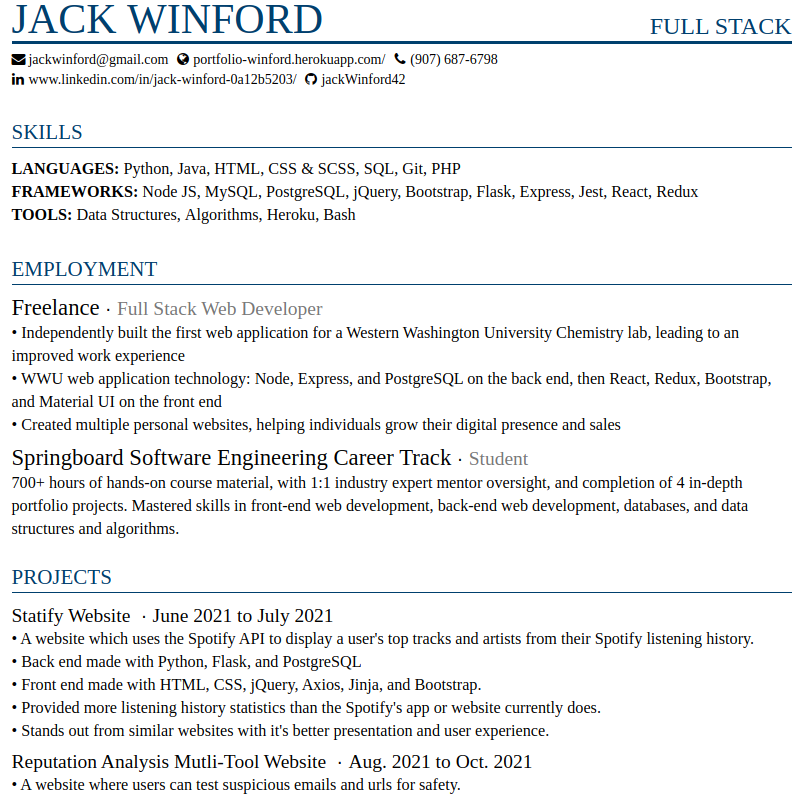 JACK WINFORD
FULL STACK
jackwinford@gmail.com portfolio-winford.herokuapp.com/ (907) 687-6798
www.linkedin.com/in/jack-winford-0a12b5203/ jackWinford42
SKILLS
LANGUAGES: Python, Java, HTML, CSS & SCSS, SQL, Git, PHP
FRAMEWORKS: Node JS, MySQL, PostgreSQL, jQuery, Bootstrap, Flask, Express, Jest, React, Redux
TOOLS: Data Structures, Algorithms, Heroku, Bash
EMPLOYMENT
Freelance · Full Stack Web Developer
• Independently built the first web application for a Western Washington University Chemistry lab, leading to an
improved work experience
• WWU web application technology: Node, Express, and PostgreSQL on the back end, then React, Redux, Bootstrap,
and Material UI on the front end
• Created multiple personal websites, helping individuals grow their digital presence and sales
Springboard Software Engineering Career Track · Student
700+ hours of hands-on course material, with 1:1 industry expert mentor oversight, and completion of 4 in-depth
portfolio projects. Mastered skills in front-end web development, back-end web development, databases, and data
structures and algorithms.
PROJECTS
Statify Website · June 2021 to July 2021
• A website which uses the Spotify API to display a user's top tracks and artists from their Spotify listening history.
• Back end made with Python, Flask, and PostgreSQL
• Front end made with HTML, CSS, jQuery, Axios, Jinja, and Bootstrap.
• Provided more listening history statistics than the Spotify's app or website currently does.
• Stands out from similar websites with it's better presentation and user experience.
Reputation Analysis Mutli-Tool Website · Aug. 2021 to Oct. 2021
• A website where users can test suspicious emails and urls for safety.